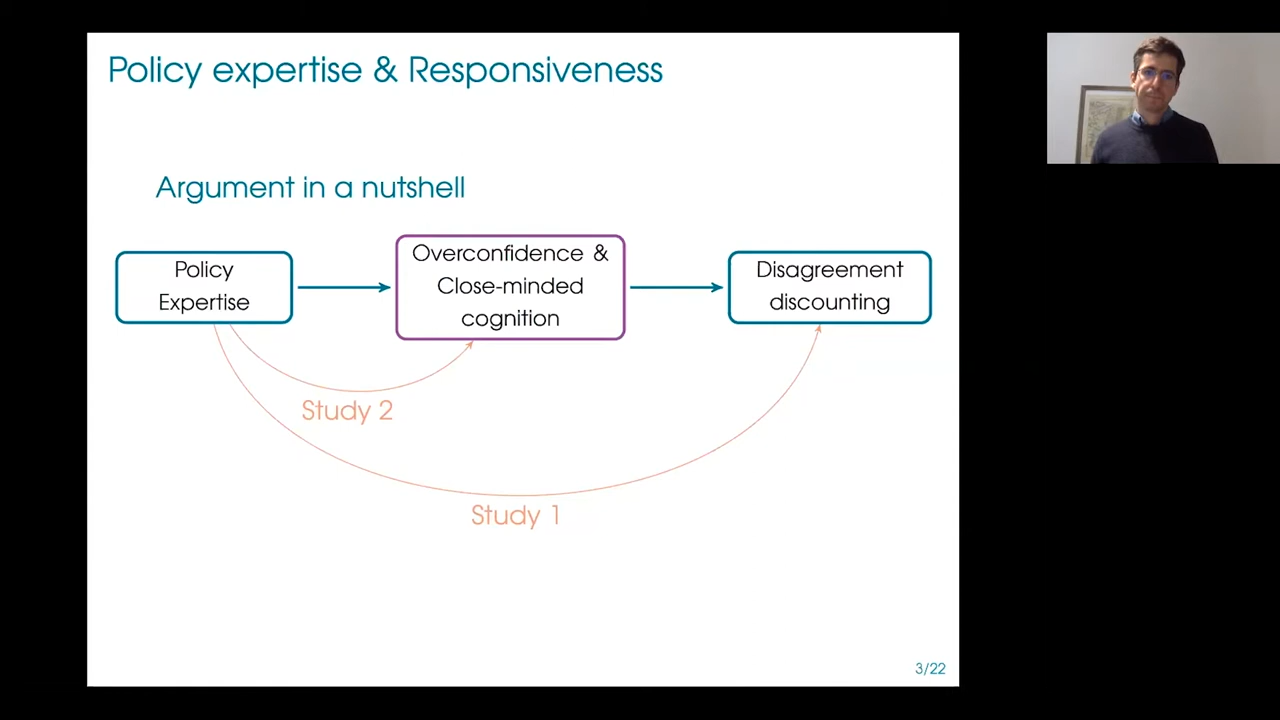 Policy expertise & Responsiveness
Argument in a nutshell
Policy
Expertise
Overconfidence &
Close-minded
cognition
Disagreement
discounting
Study 2
Study 1
3/22